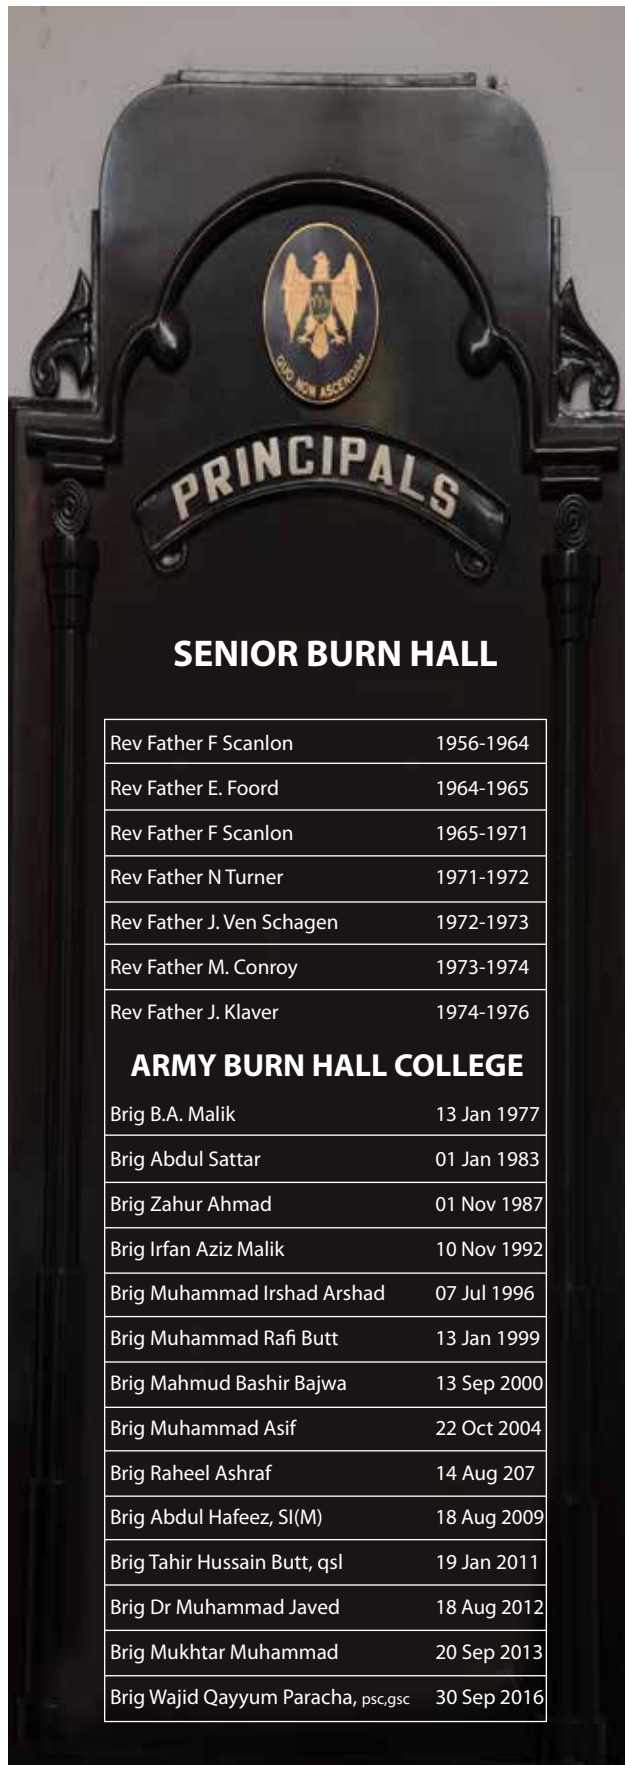 QUO NON ASCENDAM
PRINCIPALS
SENIOR BURN HALL
Rev Father F Scanlon 1956-1964
Rev Father E. Foord 1964-1965
Rev Father F Scanlon 1965-1971
Rev Father N Turner 1971-1972
Rev Father J. Ven Schagen 1972-1973
Rev Father M. Conroy 1973-1974
Rev Father J. Klaver 1974-1976
ARMY BURN HALL COLLEGE
Brig B.A. Malik 13 Jan 1977
Brig Abdul Sattar 01 Jan 1983
Brig Zahur Ahmad 01 Nov 1987
Brig Irfan Aziz Malik 10 Nov 1992
Brig Muhammad Irshad Arshad 07 Jul 1996
Brig Muhammad Rafi Butt 13 Jan 1999
Brig Mahmud Bashir Bajwa 13 Sep 2000
Brig Muhammad Asif 22 Oct 2004
Brig Raheel Ashraf 14 Aug 207
Brig Abdul Hafeez, SI(M) 18 Aug 2009
Brig Tahir Hussain Butt, qsl 19 Jan 2011
Brig Dr Muhammad Javed 18 Aug 2012
Brig Mukhtar Muhammad 20 Sep 2013
Brig Wajid Qayyum Paracha, psc,gsc 30 Sep 2016